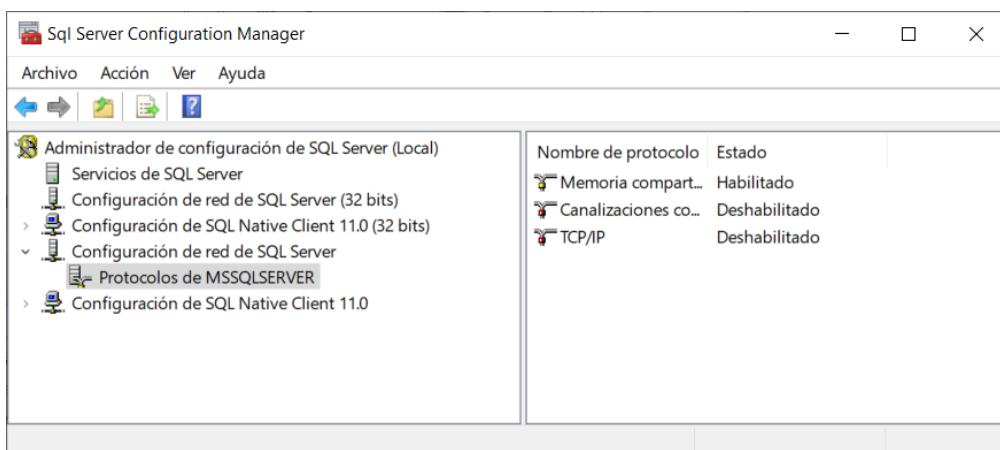 Sql Server Configuration Manager
Archivo Acción Ver Ayuda
Administrador de configuración de SQL Server (Local)
Servicios de SQL Server
Configuración de red de SQL Server (32 bits)
Configuración de SQL Native Client 11.0 (32 bits)
Configuración de red de SQL Server
Protocolos de MSSQLSERVER
Configuración de SQL Native Client 11.0
Nombre de protocolo Estado
Memoria compart... Habilitado
Canalizaciones co... Deshabilitado
TCP/IP Deshabilitado